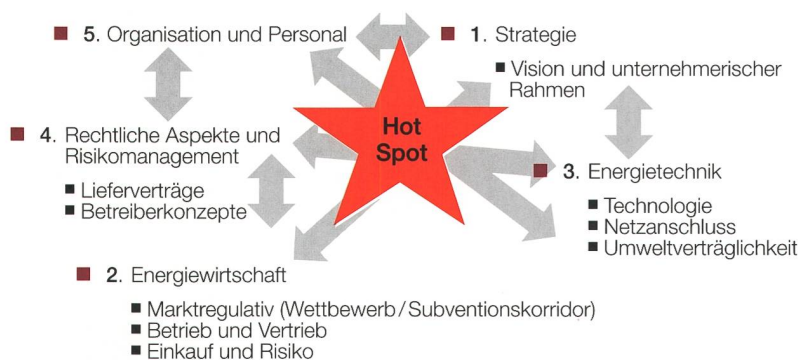 5. Organisation und Personal
1. Strategie
Vision und unternehmerischer
Rahmen
4. Rechtliche Aspekte und
Risikomanagement
Lieferverträge
Betreiberkonzepte
Hot
Spot
3. Energietechnik
Technologie
Netzanschluss
Umweltverträglichkeit
2. Energiewirtschaft
Marktregulativ (Wettbewerb/Subventionskorridor)
Betrieb und Vertrieb
Einkauf und Risiko